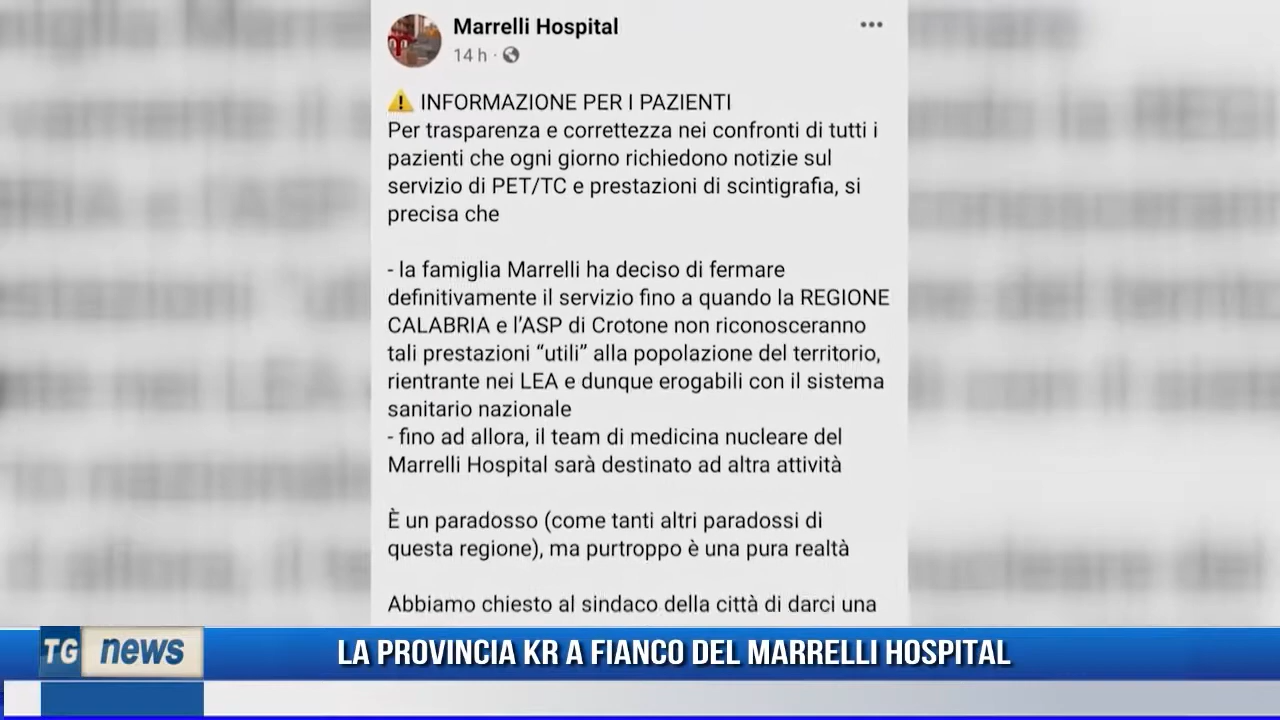 Marrelli Hospital
14 h ·
⚠ INFORMAZIONE PER I PAZIENTI
Per trasparenza e correttezza nei confronti di tutti i
pazienti che ogni giorno richiedono notizie sul
servizio di PET/TC e prestazioni di scintigrafia, si
precisa che
- la famiglia Marrelli ha deciso di fermare
definitivamente il servizio fino a quando la REGIONE
CALABRIA e l'ASP di Crotone non riconosceranno
tali prestazioni “utili” alla popolazione del territorio,
rientrante nei LEA e dunque erogabili con il sistema
sanitario nazionale
- fino ad allora, il team di medicina nucleare del
Marrelli Hospital sarà destinato ad altra attività
È un paradosso (come tanti altri paradossi di
questa regione), ma purtroppo è una pura realtà
Abbiamo chiesto al sindaco della città di darci una
TG news
LA PROVINCIA KR A FIANCO DEL MARRELLI HOSPITAL